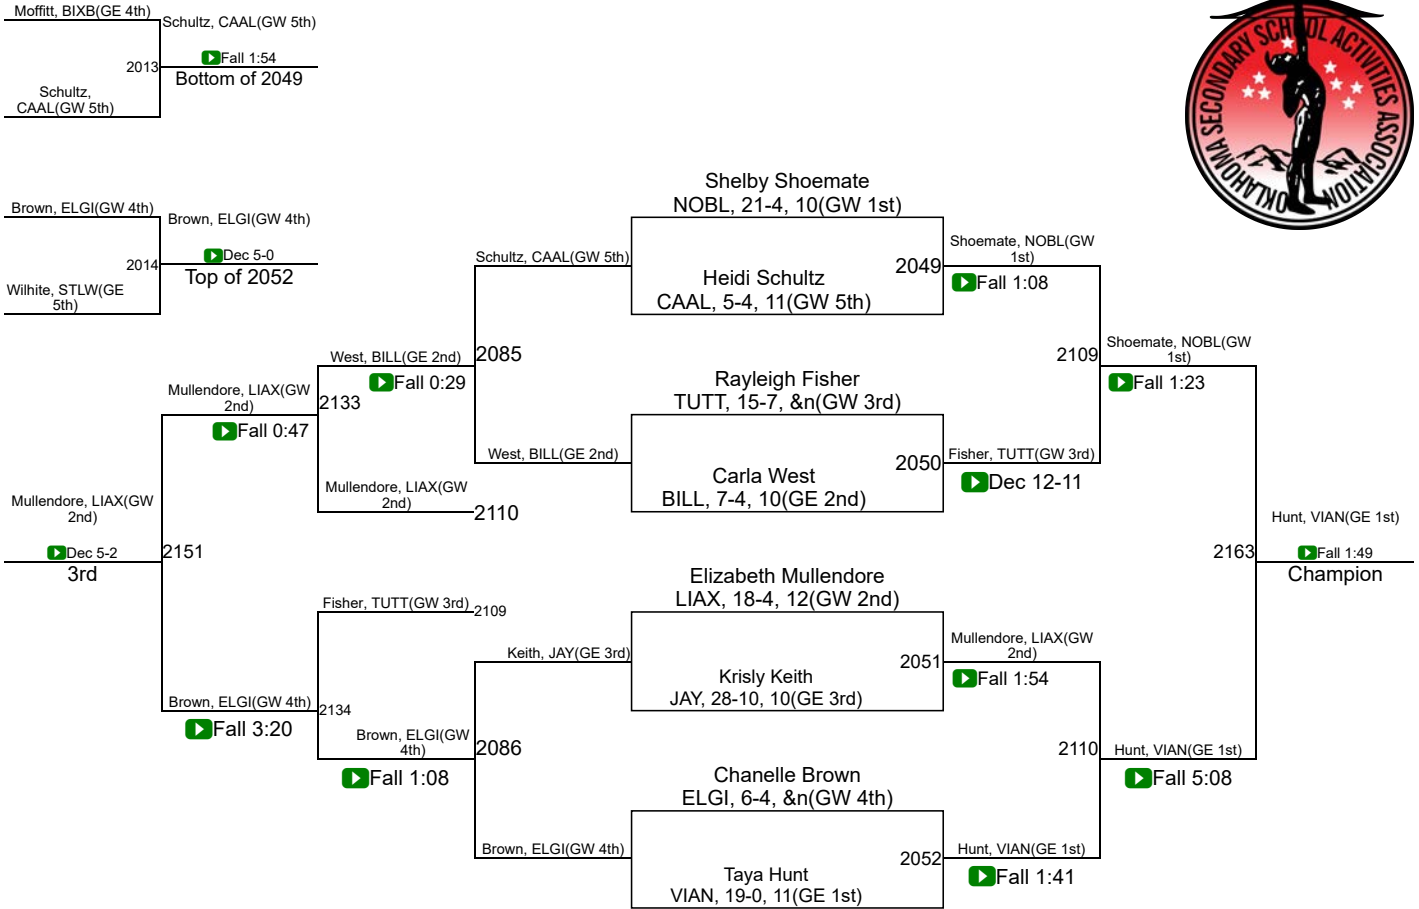 Moffitt, BIXB(GE 4th)
Schultz, CAAL(GW 5th)
2013
Fall 1:54
Bottom of 2049
Schultz,
CAAL(GW 5th)
OKLAHOMA SECONDARY SCHOOL ACTIVITIES ASSOCIATION
Brown, ELGI(GW 4th)
Brown, ELGI(GW 4th)
2014
Dec 5-0
Top of 2052
Wilhite, STLW(GE
5th)
Shelby Shoemate
NOBL, 21-4, 10(GW 1st)
Schultz, CAAL(GW 5th)
2049
Heidi Schultz
CAAL, 5-4, 11(GW 5th)
Shoemate, NOBL(GW
1st)
Fall 1:08
West, BILL(GE 2nd)
2085
Fall 0:29
2109
Shoemate, NOBL(GW
1st)
Fall 1:23
Mullendore, LIAX(GW
2nd)
2133
Fall 0:47
Rayleigh Fisher
TUTT, 15-7, &n(GW 3rd)
West, BILL(GE 2nd)
2050
Carla West
BILL, 7-4, 10(GE 2nd)
Fisher, TUTT(GW 3rd)
Dec 12-11
Mullendore, LIAX(GW
2nd)
2110
Mullendore, LIAX(GW
2nd)
Dec 5-2
2151
3rd
2163
Hunt, VIAN(GE 1st)
Fall 1:49
Champion
Elizabeth Mullendore
LIAX, 18-4, 12(GW 2nd)
Fisher, TUTT(GW 3rd)
2109
Keith, JAY(GE 3rd)
2051
Krisly Keith
JAY, 28-10, 10(GE 3rd)
Mullendore, LIAX(GW
2nd)
Fall 1:54
Brown, ELGI(GW 4th)
2134
Fall 3:20
Brown, ELGI(GW
4th)
2086
Fall 1:08
2110
Hunt, VIAN(GE 1st)
Fall 5:08
Chanelle Brown
ELGI, 6-4, &n(GW 4th)
Brown, ELGI(GW 4th)
2052
Taya Hunt
VIAN, 19-0, 11(GE 1st)
Hunt, VIAN(GE 1st)
Fall 1:41